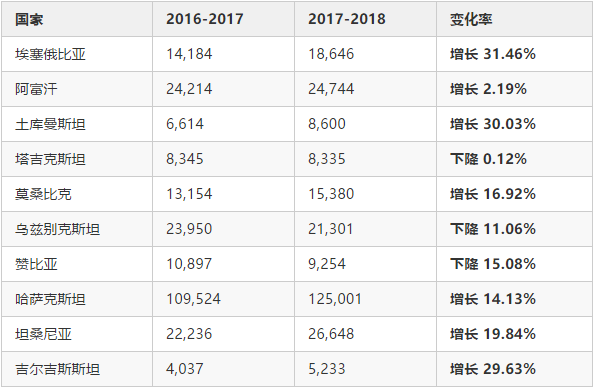 国家 2016-2017 2017-2018 变化率
埃塞俄比亚 14,184 18,646 增长 31.46%
阿富汗 24,214 24,744 增长 2.19%
土库曼斯坦 6,614 8,600 增长 30.03%
塔吉克斯坦 8,345 8,335 下降 0.12%
莫桑比克 13,154 15,380 增长 16.92%
乌兹别克斯坦 23,950 21,301 下降 11.06%
赞比亚 10,897 9,254 下降 15.08%
哈萨克斯坦 109,524 125,001 增长 14.13%
坦桑尼亚 22,236 26,648 增长 19.84%
吉尔吉斯斯坦 4,037 5,233 增长 29.63%